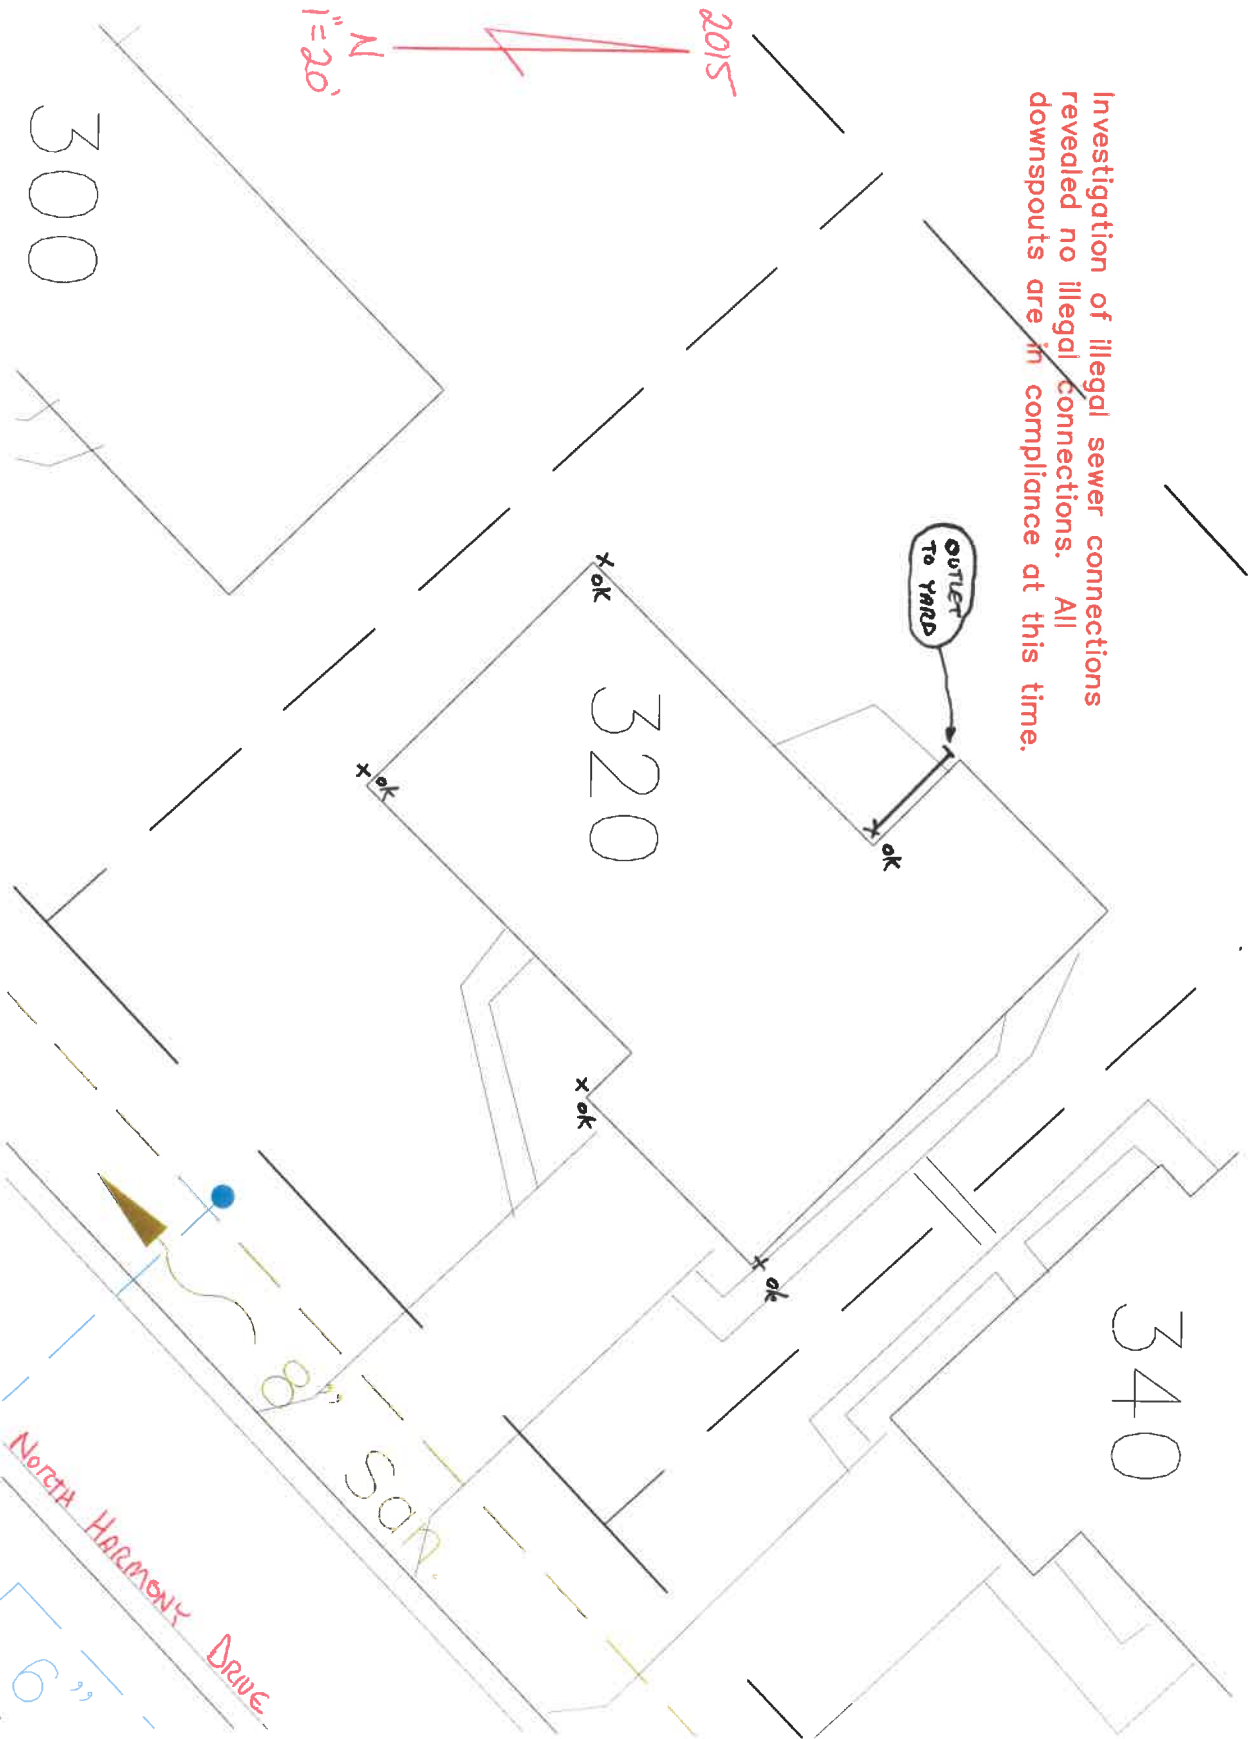 Investigation of illegal sewer connections
revealed no illegal connections. All
downspouts are in compliance at this time.
2015
N
1"=20'
300
320
340
OUTLET
TO YARD
x OK
x OK
x OK
x OK
x OK
8" San.
NORTH HARMONY DRIVE
6"